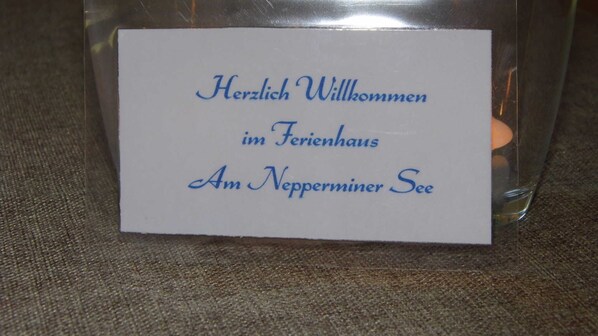 Herzlich Willkommen
im Ferienhaus
Am Nepperminer See